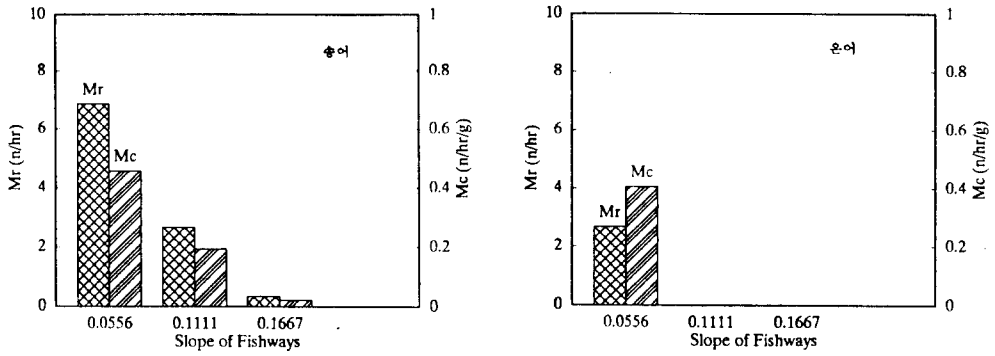 10
8
6
4
2
0
Mr (n/hr)
1
0.8
0.6
0.4
0.2
0
Mc (n/hr/g)
송어
Mr
Mc
0.0556 0.1111 0.1667
Slope of Fishways
10
8
6
4
2
0
Mr (n/hr)
1
0.8
0.6
0.4
0.2
0
Mc (n/hr/g)
은어
Mr
Mc
0.0556 0.1111 0.1667
Slope of Fishways